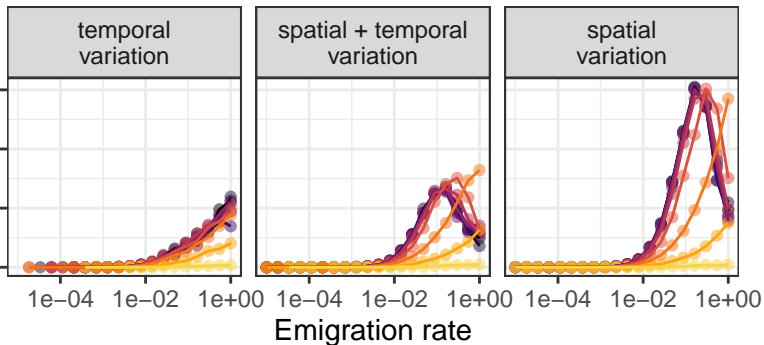 temporal
variation
spatial + temporal
variation
spatial
variation
1e−04 1e−02 1e+00 1e−04 1e−02 1e+00 1e−04 1e−02 1e+00
Emigration rate